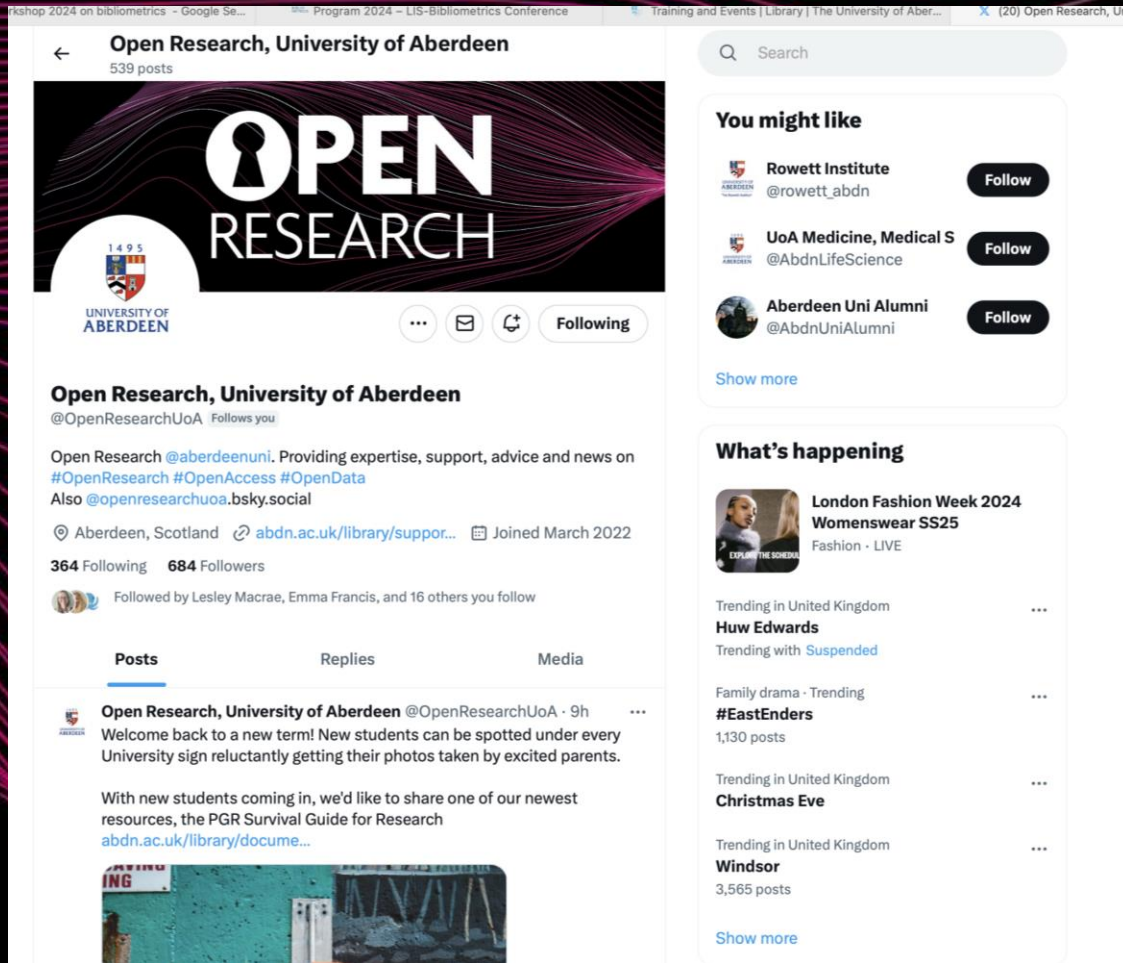 rkshop 2024 on bibliometrics - Google Se...
Program 2024 – LIS-Bibliometrics Conference
Training and Events | Library | The University of Aber...
X (20) Open Research, Un
Open Research, University of Aberdeen
539 posts
OPEN
RESEARCH
1495
UNIVERSITY OF
ABERDEEN
Following
Open Research, University of Aberdeen
@OpenResearchUoA Follows you
Open Research @aberdeenuni. Providing expertise, support, advice and news on
#OpenResearch #OpenAccess #OpenData
Also @openresearchuoa.bsky.social
Aberdeen, Scotland abdn.ac.uk/library/suppor... Joined March 2022
364 Following 684 Followers
Followed by Lesley Macrae, Emma Francis, and 16 others you follow
Posts Replies Media
Open Research, University of Aberdeen @OpenResearchUoA · 9h
Welcome back to a new term! New students can be spotted under every
University sign reluctantly getting their photos taken by excited parents.
With new students coming in, we'd like to share one of our newest
resources, the PGR Survival Guide for Research
abdn.ac.uk/library/docume...
ING
Search
You might like
Rowett Institute
@rowett_abdn
Follow
UoA Medicine, Medical S
@AbdnLifeScience
Follow
Aberdeen Uni Alumni
@AbdnUniAlumni
Follow
Show more
What's happening
London Fashion Week 2024
Womenswear SS25
Fashion · LIVE
EXPLORE THE SCHEDUL
Trending in United Kingdom
Huw Edwards
Trending with Suspended
Family drama · Trending
#EastEnders
1,130 posts
Trending in United Kingdom
Christmas Eve
Trending in United Kingdom
Windsor
3,565 posts
Show more